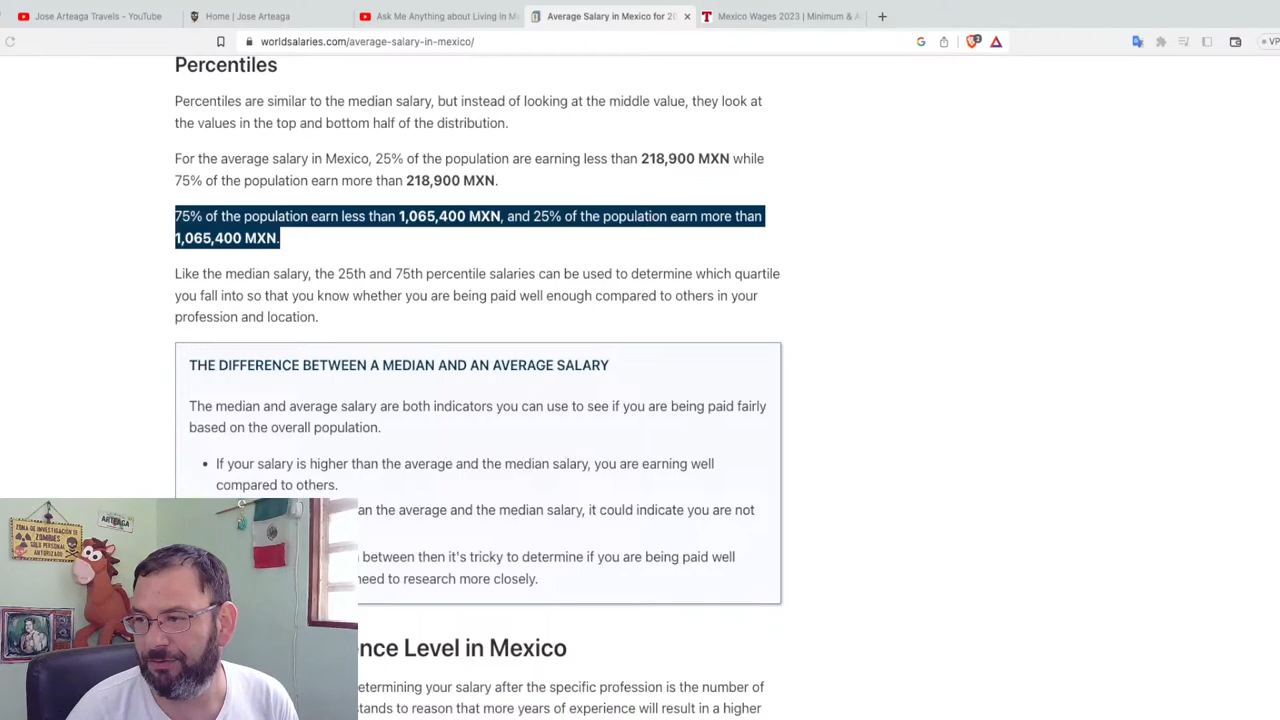 Jose Arteaga Travels - YouTube
Home | Jose Arteaga
Ask Me Anything about Living in M
Average Salary in Mexico for 20
Mexico Wages 2023 | Minimum & A
worldsalaries.com/average-salary-in-mexico/
3
VP
Percentiles
Percentiles are similar to the median salary, but instead of looking at the middle value, they look at
the values in the top and bottom half of the distribution.
For the average salary in Mexico, 25% of the population are earning less than 218,900 MXN while
75% of the population earn more than 218,900 MXN.
75% of the population earn less than 1,065,400 MXN, and 25% of the population earn more than
1,065,400 MXN.
Like the median salary, the 25th and 75th percentile salaries can be used to determine which quartile
you fall into so that you know whether you are being paid well enough compared to others in your
profession and location.
THE DIFFERENCE BETWEEN A MEDIAN AND AN AVERAGE SALARY
The median and average salary are both indicators you can use to see if you are being paid fairly
based on the overall population.
• If your salary is higher than the average and the median salary, you are earning well
compared to others.
an the average and the median salary, it could indicate you are not
between then it's tricky to determine if you are being paid well
need to research more closely.
ence Level in Mexico
etermining your salary after the specific profession is the number of
stands to reason that more years of experience will result in a higher
ARTEAGA
ZONA DE INVESTIGACIÓN DE
ZOMBIES
SÓLO PERSONAL
AUTORIZADO